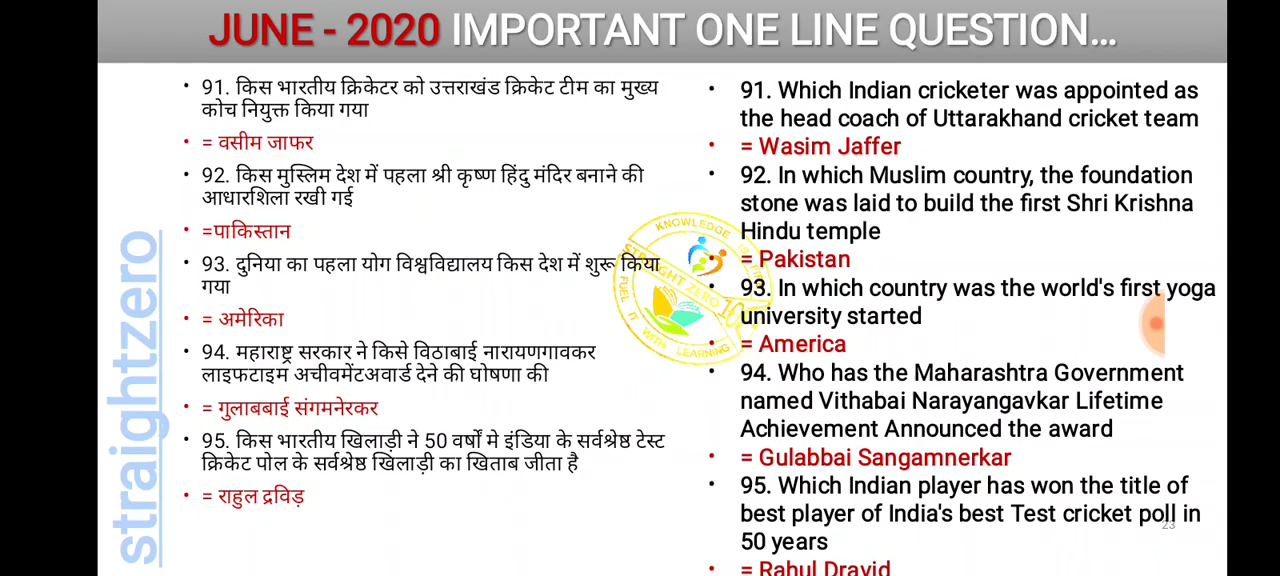 JUNE - 2020 IMPORTANT ONE LINE QUESTION...
• 91. किस भारतीय क्रिकेटर को उत्तराखंड क्रिकेट टीम का मुख्य
कोच नियुक्त किया गया
• = वसीम जाफर
• 92. किस मुस्लिम देश में पहला श्री कृष्ण हिंदु मंदिर बनाने की
आधारशिला रखी गई
• =पाकिस्तान
• 93. दुनिया का पहला योग विश्वविद्यालय किस देश में शुरू किया
गया
• = अमेरिका
• 94. महाराष्ट्र सरकार ने किसे विठाबाई नारायणगावकर
लाइफटाइम अचीवमेंटअवार्ड देने की घोषणा की
• = गुलाबबाई संगमनेरकर
• 95. किस भारतीय खिलाड़ी ने 50 वर्षों मे इंडिया के सर्वश्रेष्ठ टेस्ट
क्रिकेट पोल के सर्वश्रेष्ठ खिलाड़ी का खिताब जीता है
• = राहुल द्रविड़
• 91. Which Indian cricketer was appointed as
the head coach of Uttarakhand cricket team
• = Wasim Jaffer
• 92. In which Muslim country, the foundation
stone was laid to build the first Shri Krishna
Hindu temple
• = Pakistan
• 93. In which country was the world's first yoga
university started
• = America
• 94. Who has the Maharashtra Government
named Vithabai Narayangavkar Lifetime
Achievement Announced the award
• = Gulabbai Sangamnerkar
• 95. Which Indian player has won the title of
best player of India's best Test cricket poll in
50 years
• = Rahul Dravid
23
straightzero
KNOWLEDGE
STRAIGHT ZERO
FUEL IT WITH LEARNING